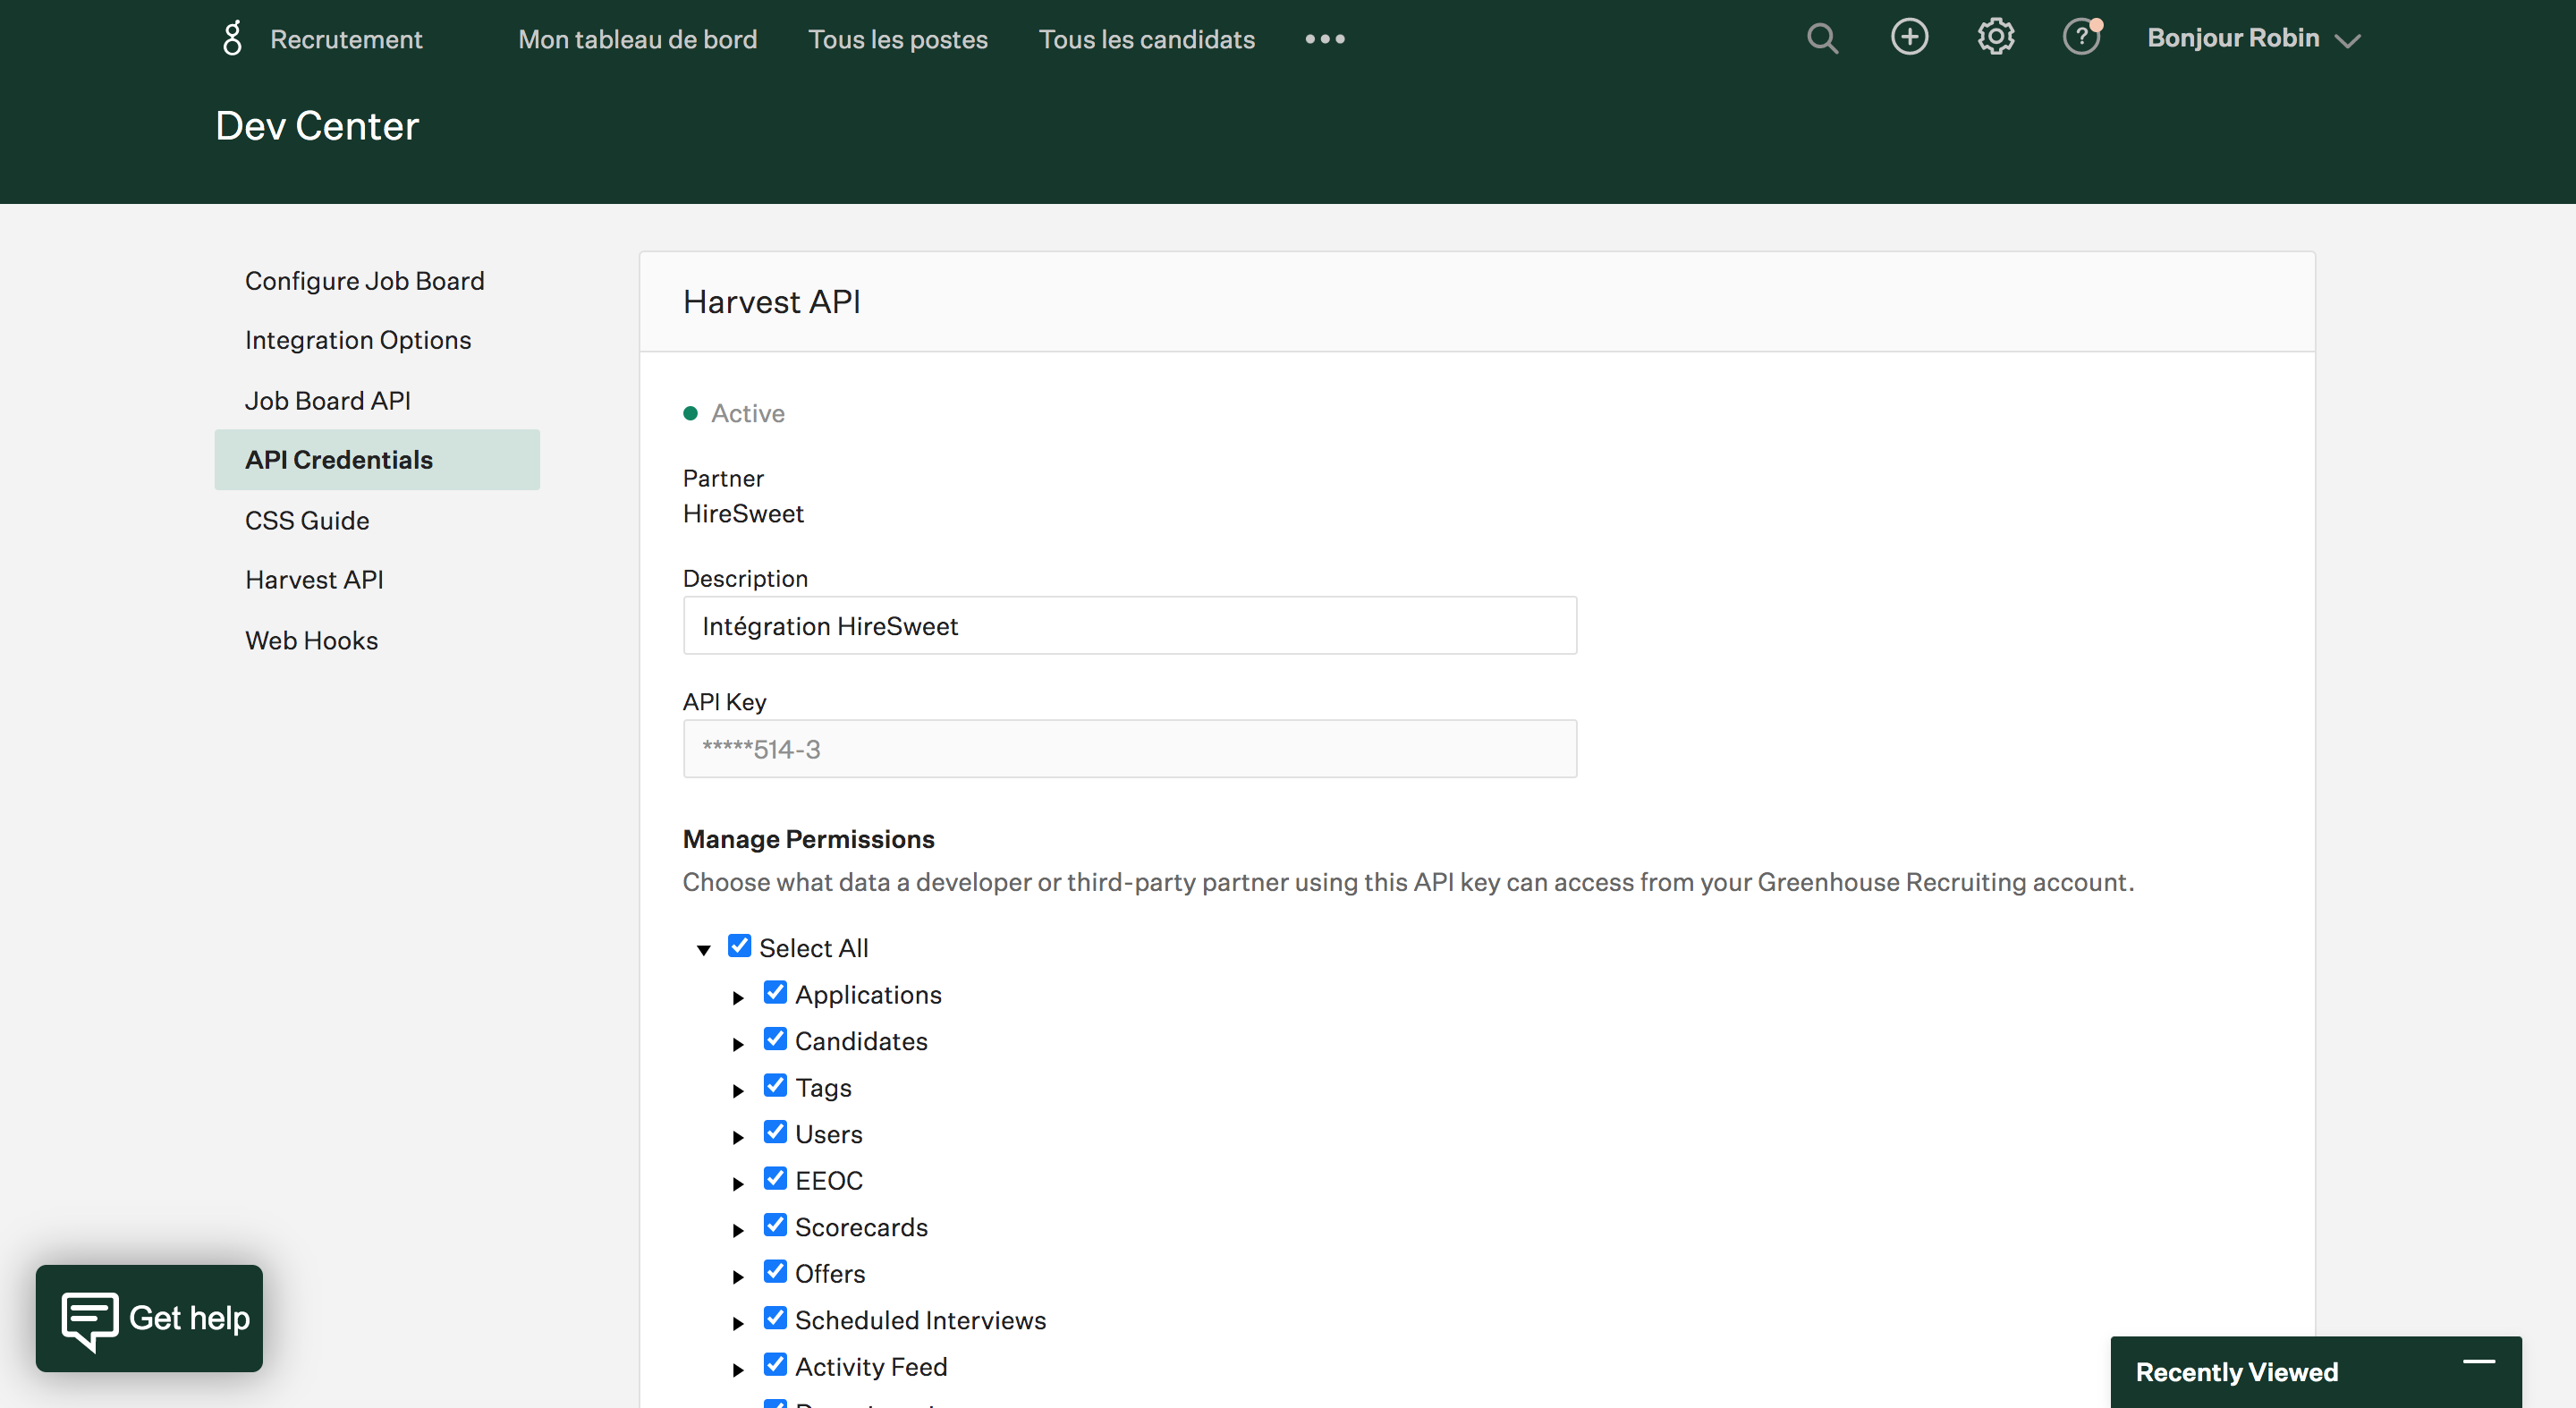 Recrutement
Mon tableau de bord
Tous les postes
Tous les candidats
Bonjour Robin
Dev Center
Configure Job Board
Integration Options
Job Board API
API Credentials
CSS Guide
Harvest API
Web Hooks
Harvest API
Active
Partner
HireSweet
Description
Intégration HireSweet
API Key
*****514-3
Manage Permissions
Choose what data a developer or third-party partner using this API key can access from your Greenhouse Recruiting account.
Select All
Applications
Candidates
Tags
Users
EEOC
Scorecards
Offers
Scheduled Interviews
Activity Feed
Get help
Recently Viewed